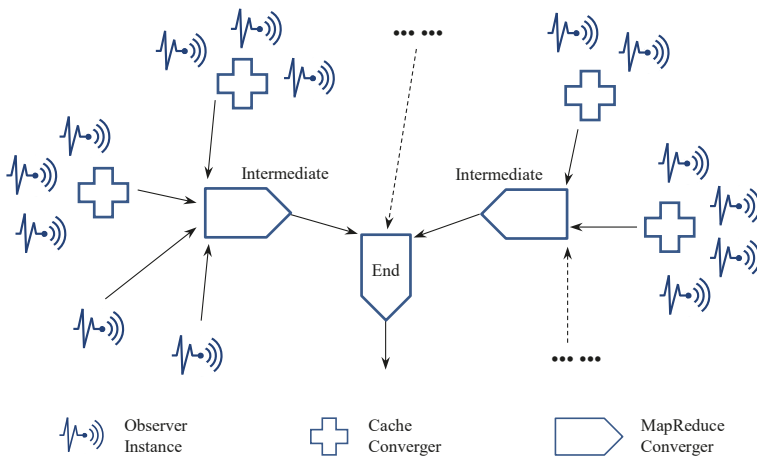 ...... 
Intermediate
Intermediate
End
......
Observer
Instance
Cache
Converger
MapReduce
Converger